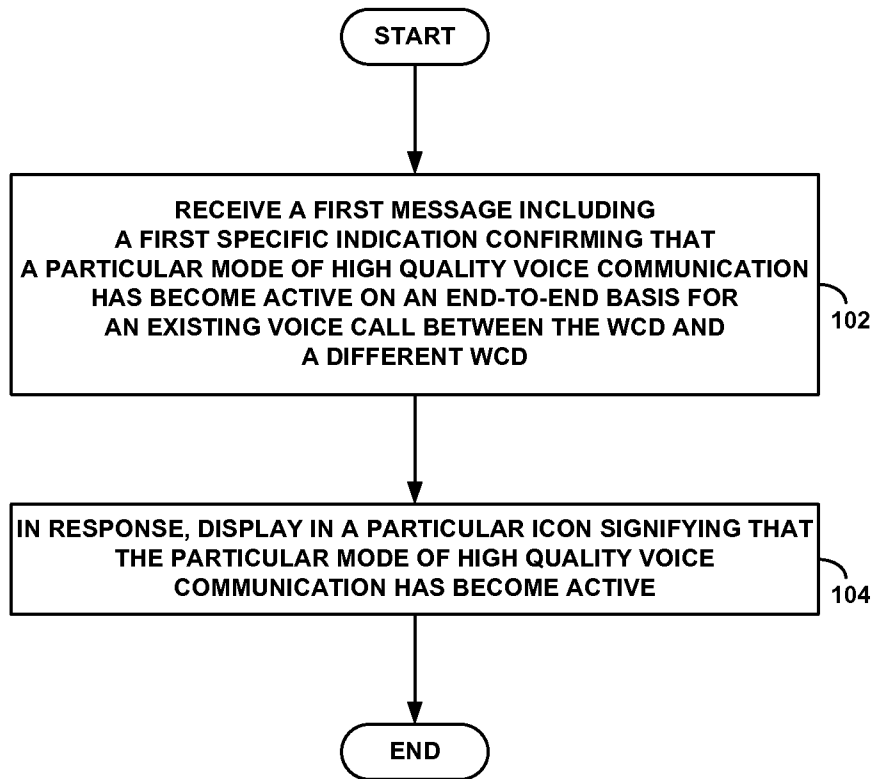 START
RECEIVE A FIRST MESSAGE INCLUDING
A FIRST SPECIFIC INDICATION CONFIRMING THAT
A PARTICULAR MODE OF HIGH QUALITY VOICE COMMUNICATION
HAS BECOME ACTIVE ON AN END-TO-END BASIS FOR
AN EXISTING VOICE CALL BETWEEN THE WCD AND
A DIFFERENT WCD
102
IN RESPONSE, DISPLAY IN A PARTICULAR ICON SIGNIFYING THAT
THE PARTICULAR MODE OF HIGH QUALITY VOICE
COMMUNICATION HAS BECOME ACTIVE
104
END